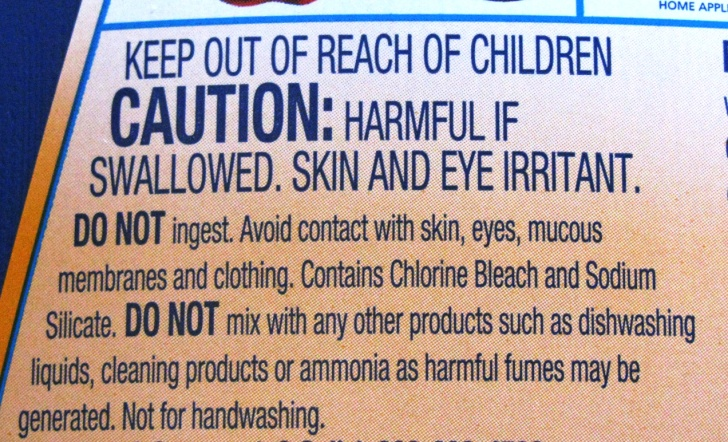 HOME APPL
KEEP OUT OF REACH OF CHILDREN
CAUTION: HARMFUL IF
SWALLOWED. SKIN AND EYE IRRITANT.
DO NOT ingest. Avoid contact with skin, eyes, mucous
membranes and clothing. Contains Chlorine Bleach and Sodium
Silicate. DO NOT mix with any other products such as dishwashing
liquids, cleaning products or ammonia as harmful fumes may be
generated. Not for handwashing.